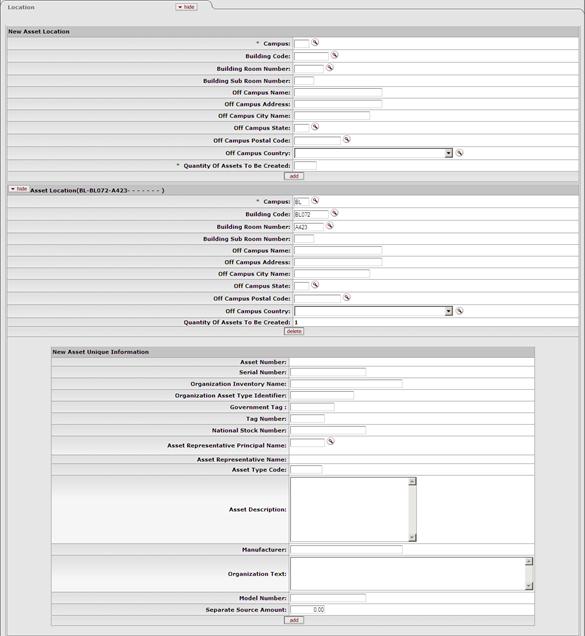 Location
hide
New Asset Location
* Campus:
Building Code:
Building Room Number:
Building Sub Room Number:
Off Campus Name:
Off Campus Address:
Off Campus City Name:
Off Campus State:
Off Campus Postal Code:
Off Campus Country:
* Quantity Of Assets To Be Created:
add
hide Asset Location(BL-BL072-A423- - - - - - - )
* Campus: BL
Building Code: BL072
Building Room Number: A423
Building Sub Room Number:
Off Campus Name:
Off Campus Address:
Off Campus City Name:
Off Campus State:
Off Campus Postal Code:
Off Campus Country:
Quantity Of Assets To Be Created: 1
delete
New Asset Unique Information
Asset Number:
Serial Number:
Organization Inventory Name:
Organization Asset Type Identifier:
Government Tag :
Tag Number:
National Stock Number:
Asset Representative Principal Name:
Asset Representative Name:
Asset Type Code:
Asset Description:
Manufacturer:
Organization Text:
Model Number:
Separate Source Amount: 0.00
add